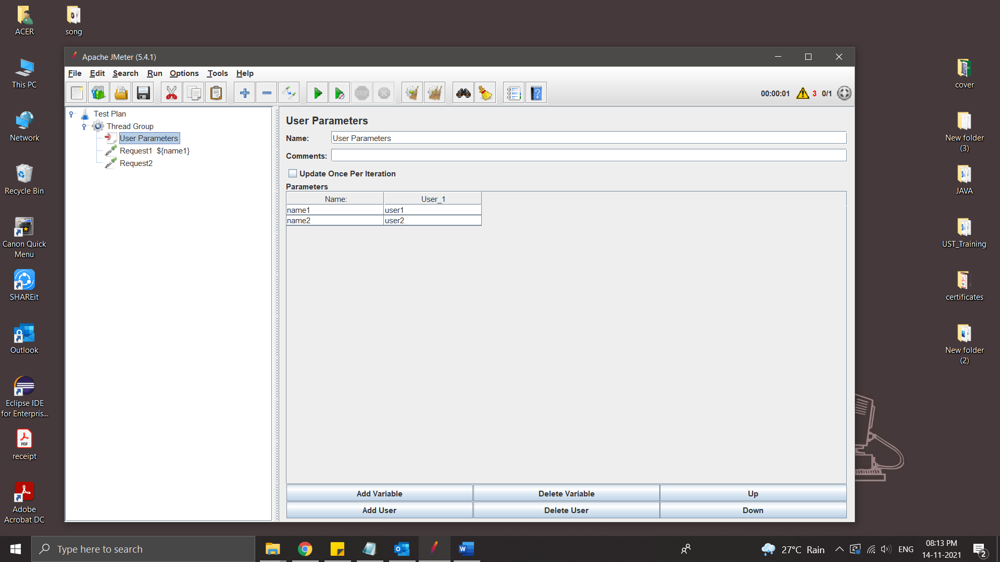 ACER
song
This PC
Network
Recycle Bin
Canon Quick
Menu
SHAREit
Outlook
Eclipse IDE
for Enterpris...
PDF
receipt
Adobe
Acrobat DC
Apache JMeter (5.4.1)
File Edit Search Run Options Tools Help
STOP
00:00:01 3 0/1
Test Plan
Thread Group
User Parameters
Request1 ${name1}
Request2
User Parameters
Name: User Parameters
Comments:
Update Once Per Iteration
Parameters
Name: User_1
name1 user1
name2 user2
Add Variable Delete Variable Up
Add User Delete User Down
cover
New folder
(3)
JAVA
UST_Training
certificates
New folder
(2)
Type here to search
27°C Rain
ENG
08:13 PM
14-11-2021
2